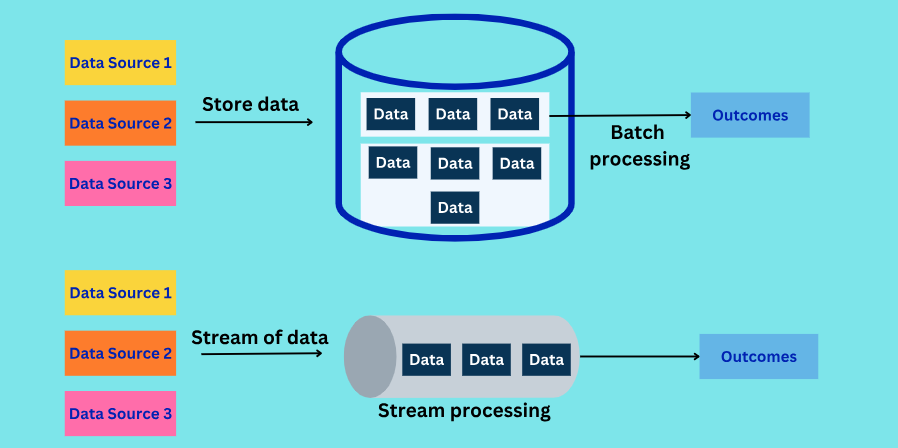 Data Source 1
Data Source 2
Data Source 3
Store data
Data Data Data
Data Data Data
Data
Batch
processing
Outcomes
Data Source 1
Data Source 2
Data Source 3
Stream of data
Data Data Data
Stream processing
Outcomes